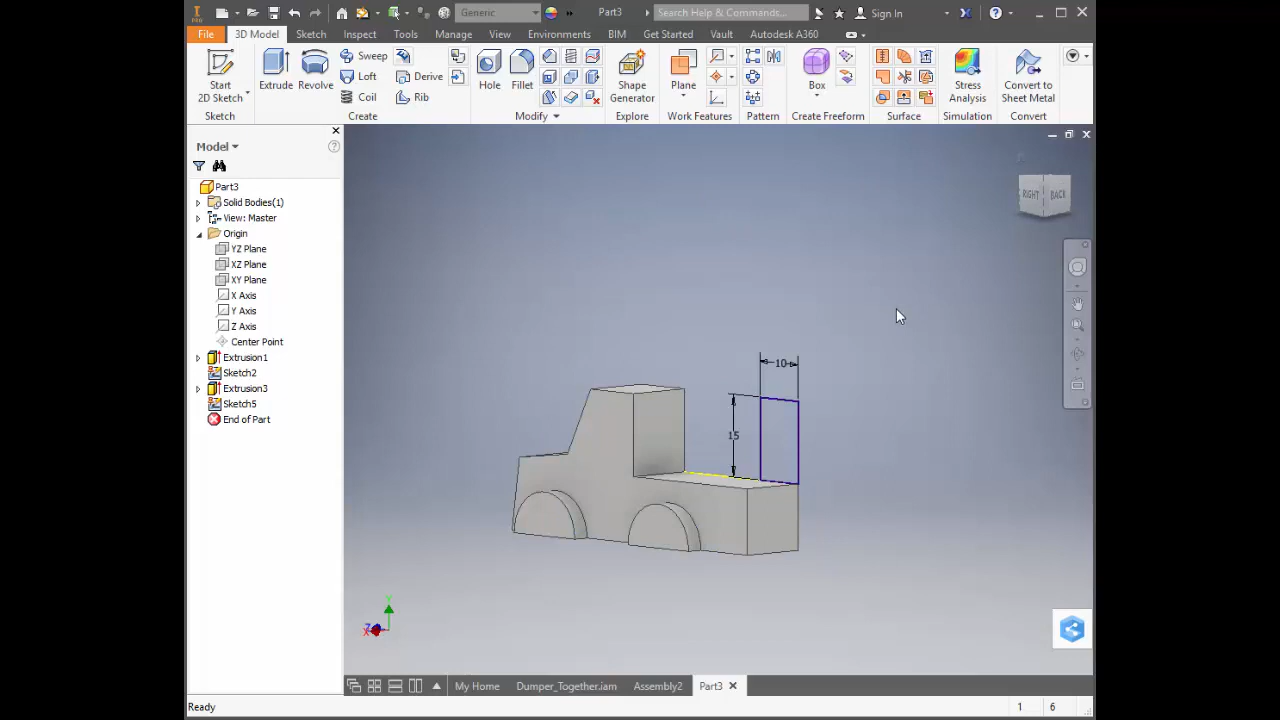 Generic
Part3
Search Help & Commands...
Sign In
PRO
File
3D Model
Sketch
Inspect
Tools
Manage
View
Environments
BIM
Get Started
Vault
Autodesk A360
Start
2D Sketch
Extrude
Revolve
Sweep
Loft
Coil
Derive
Rib
Hole
Fillet
Shape
Generator
Plane
Box
Stress
Analysis
Convert to
Sheet Metal
Sketch
Create
Modify
Explore
Work Features
Pattern
Create Freeform
Surface
Simulation
Convert
Model
Part3
Solid Bodies(1)
View: Master
Origin
YZ Plane
XZ Plane
XY Plane
X Axis
Y Axis
Z Axis
Center Point
Extrusion1
Sketch2
Extrusion3
Sketch5
End of Part
RIGHT
BACK
10
15
Y
Z
X
My Home
Dumper_Together.iam
Assembly2
Part3
Ready
1
6